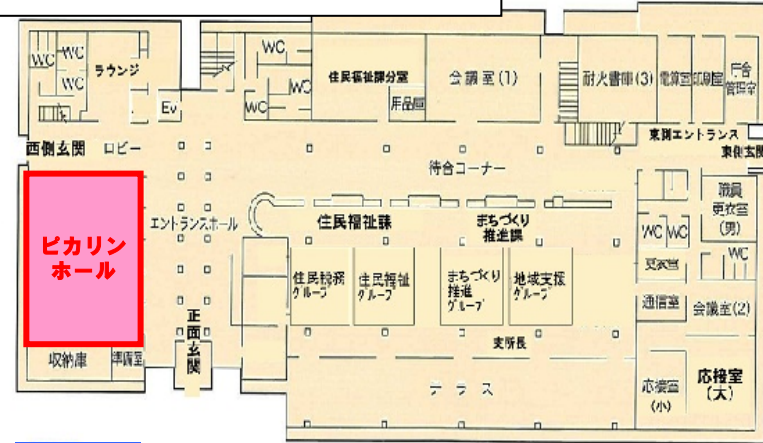 WC
WC
WC
ラウンジ
Ev
WC
WC
WC
住民福祉課分室
用品庫
会議室(1)
耐火書庫(3)
電算室
印刷室
庁舎
管理室
西側玄関
ロビー
待合コーナー
東側エントランス
東側玄関
ピカリン
ホール
エントランスホール
住民福祉課
まちづくり
推進課
職員
更衣室
(男)
WC
WC
WC
更衣室
住民税務
グループ
住民福祉
グループ
まちづくり
推進
グループ
地域支援
グループ
通信室
会議室(2)
正面玄関
支所長
収納庫
準備室
テラス
応接室
(小)
応接室
(大)